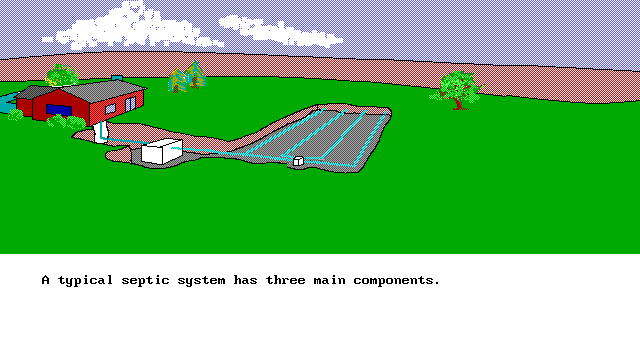 A typical septic system has three main components.